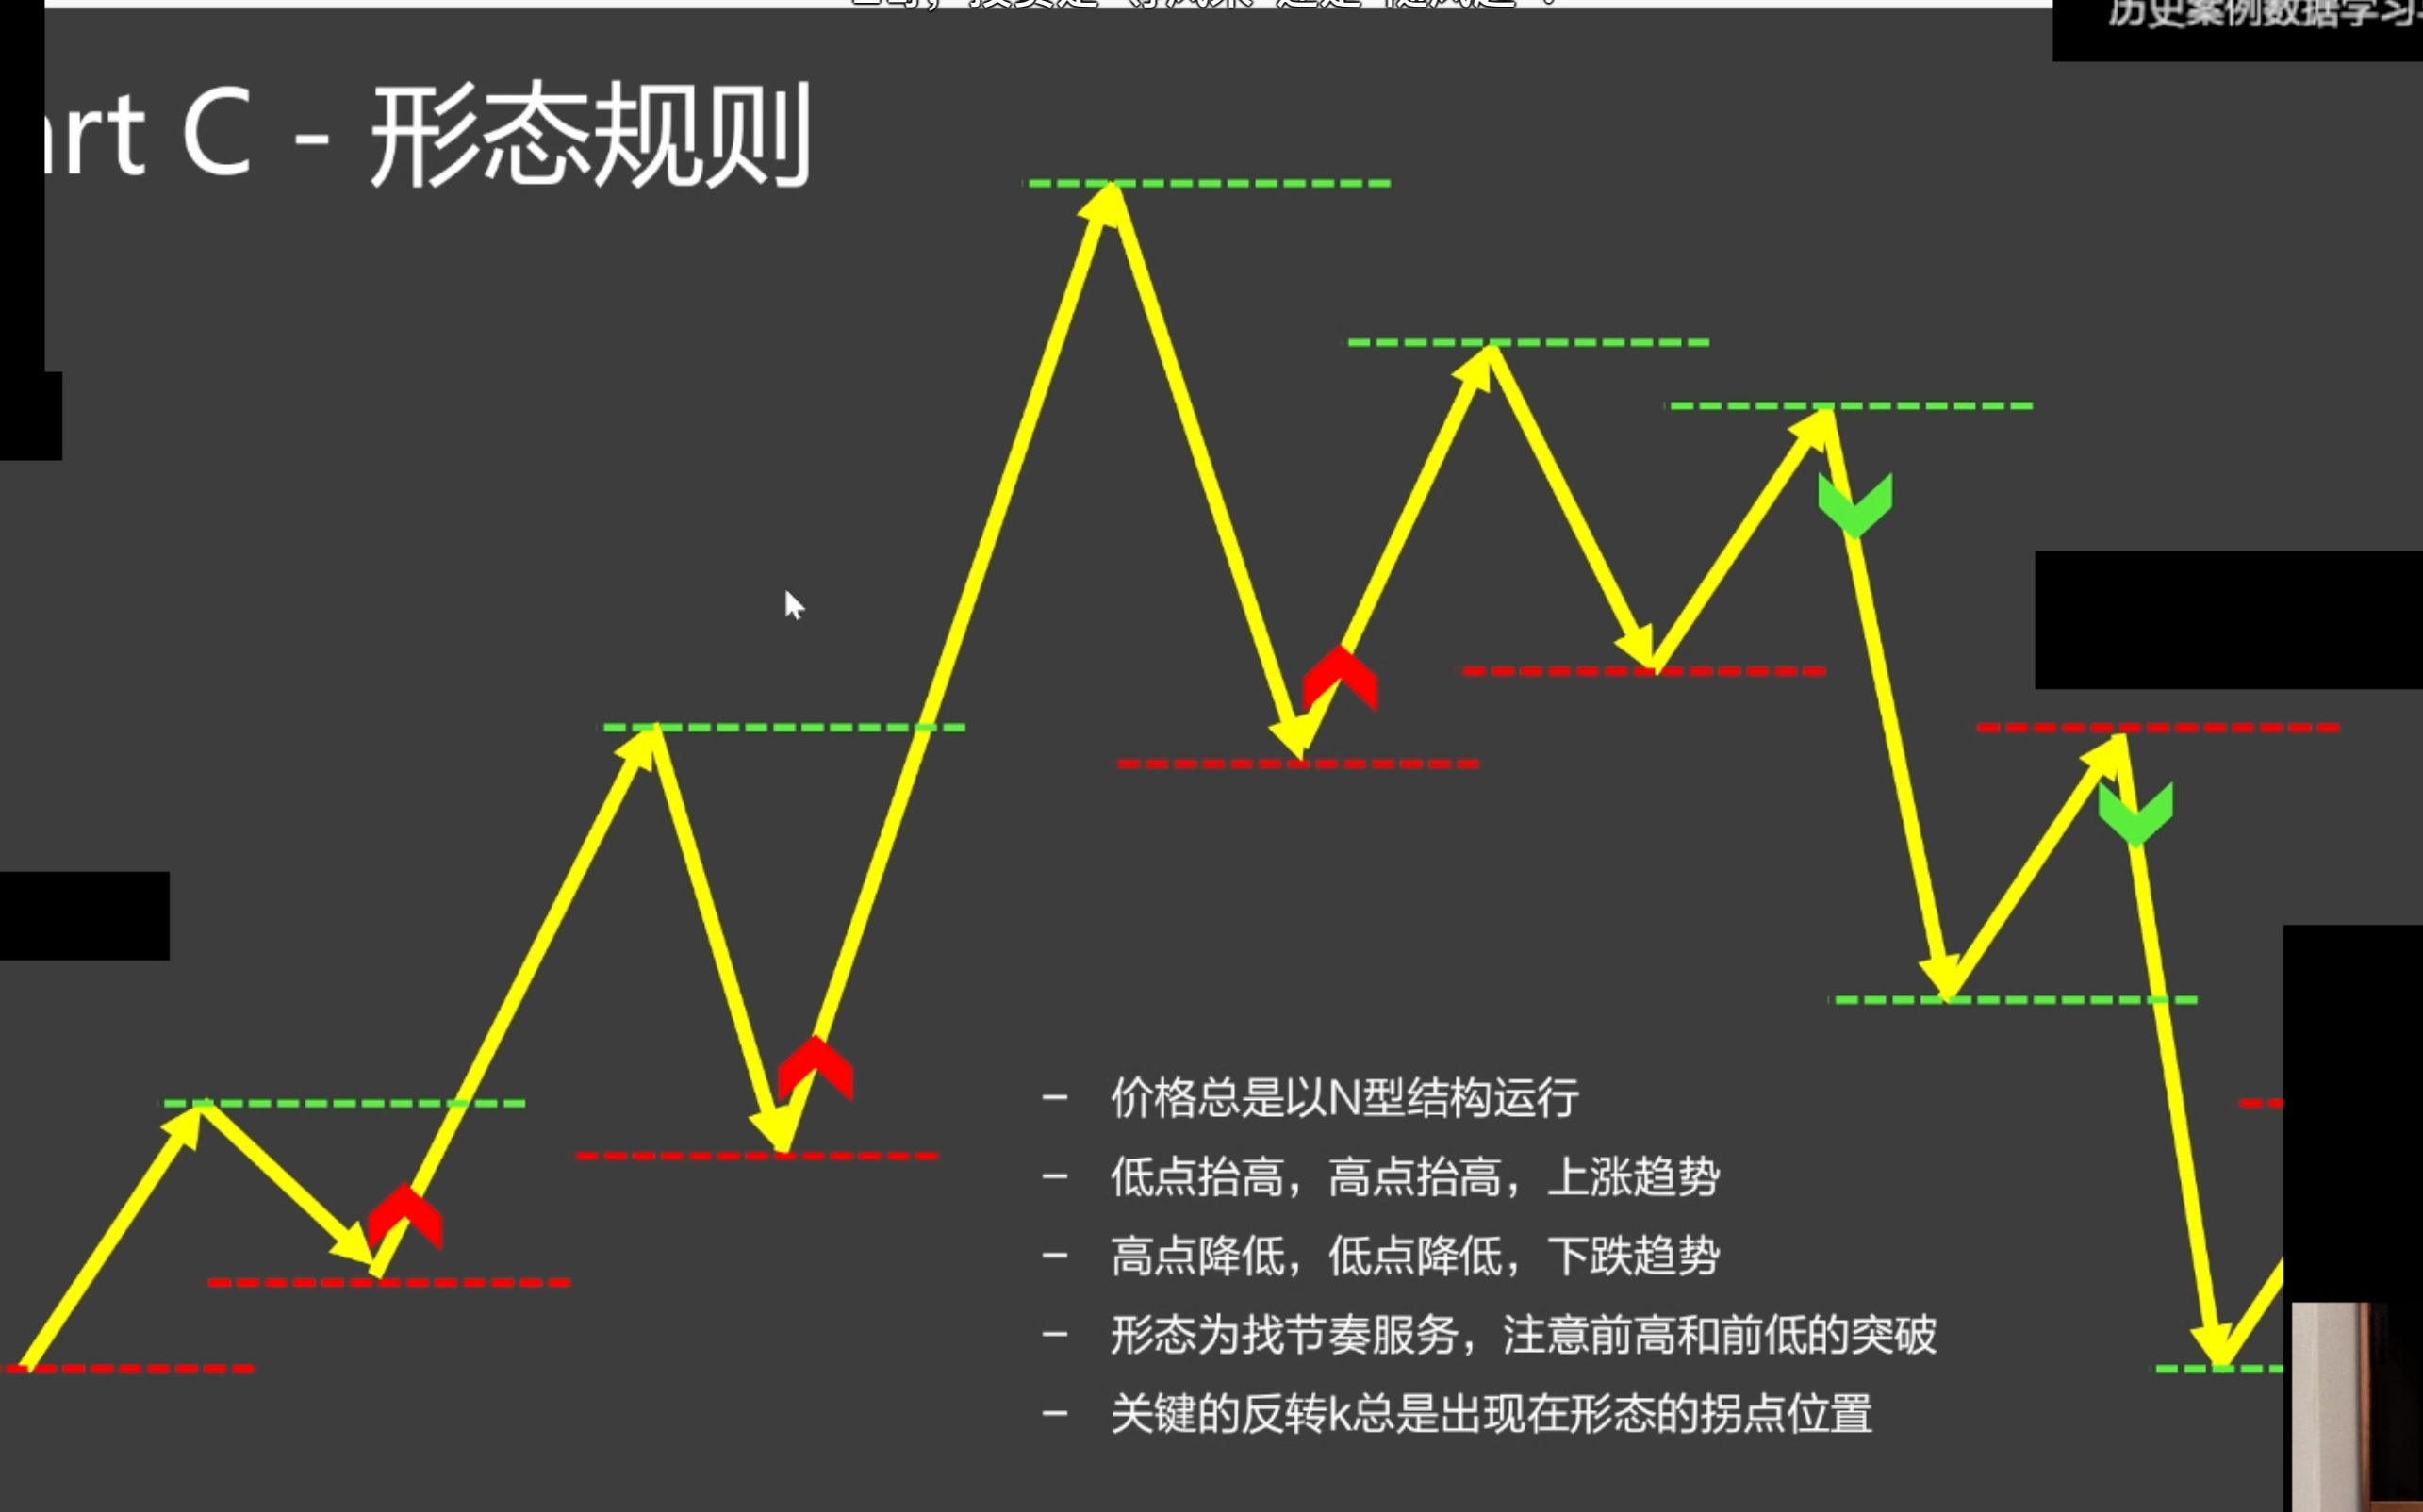 历史案例数据学习
art C - 形态规则
– 价格总是以N型结构运行
– 低点抬高，高点抬高，上涨趋势
– 高点降低，低点降低，下跌趋势
– 形态为找节奏服务，注意前高和前低的突破
– 关键的反转k总是出现在形态的拐点位置